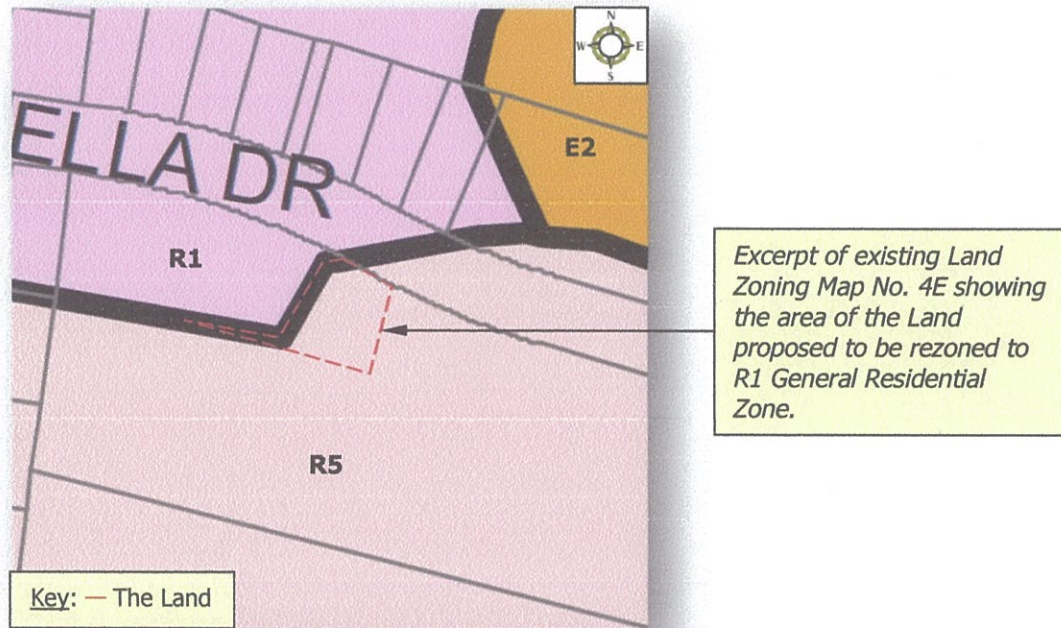 N
W E
S
E2
ELLA DR
R1
Excerpt of existing Land
Zoning Map No. 4E showing
the area of the Land
proposed to be rezoned to
R1 General Residential
Zone.
R5
Key: — The Land